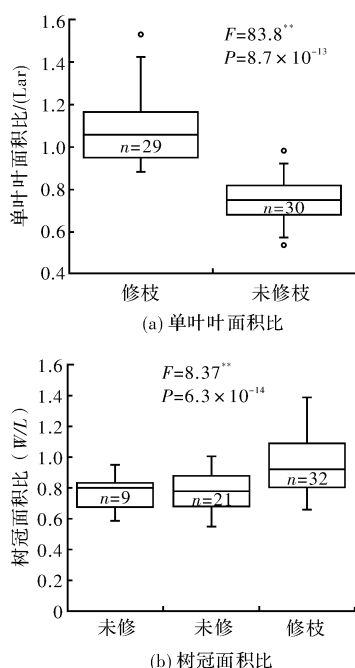 1.6
1.4
1.2
1.0
0.8
0.6
0.4
单叶叶面积比/(Lar)
F=83.8**
P=8.7×10⁻¹³
n=29
n=30
修枝
未修枝
(a) 单叶叶面积比
1.6
1.4
1.2
1.0
0.8
0.6
0.4
0.2
0
树冠面积比（W/L）
F=8.37**
P=6.3×10⁻¹⁴
n=9
n=21
n=32
未修
未修
修枝
(b) 树冠面积比